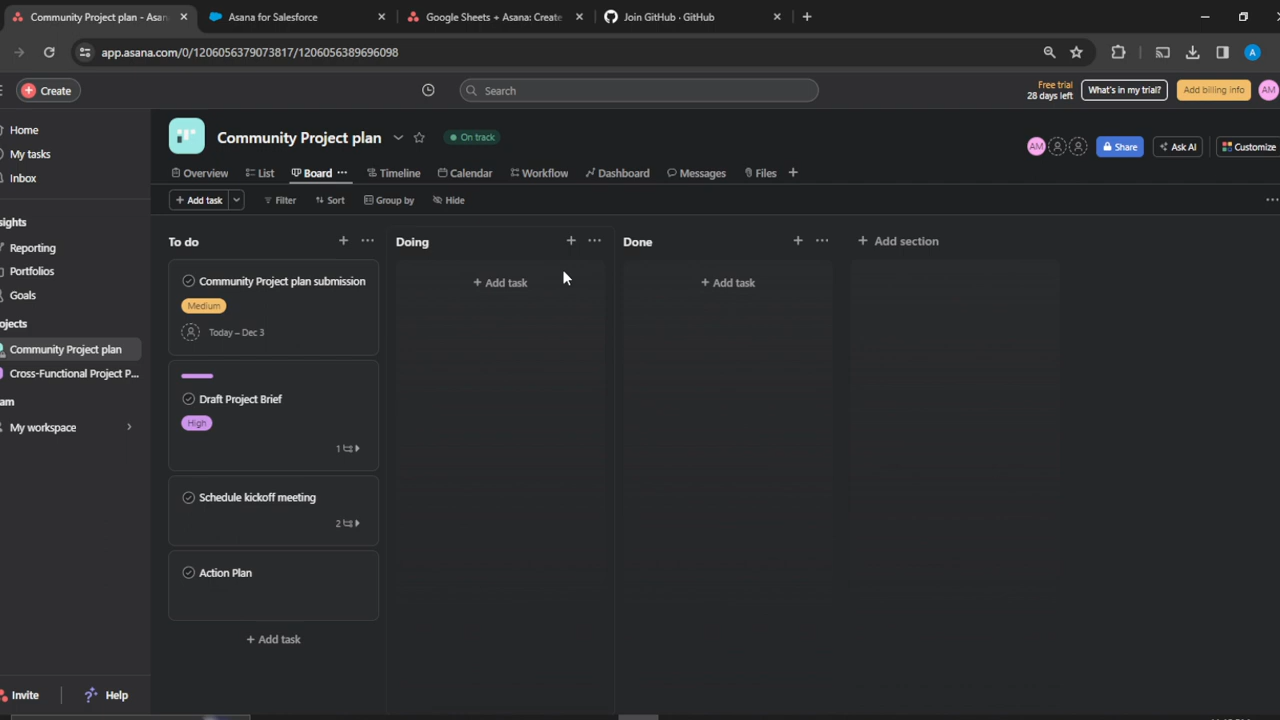 Community Project plan - Asan
Asana for Salesforce
Google Sheets + Asana: Create
Join GitHub · GitHub
app.asana.com/0/1206056379073817/1206056389696098
A
Create
Search
Free trial
28 days left
What's in my trial?
Add billing info
AM
Home
My tasks
Inbox
sights
Reporting
Portfolios
Goals
ojects
Community Project plan
Cross-Functional Project P...
am
My workspace
Invite
Help
Community Project plan
On track
AM
Share
Ask AI
Customize
Overview
List
Board
Timeline
Calendar
Workflow
Dashboard
Messages
Files
+ Add task
Filter
Sort
Group by
Hide
To do
Community Project plan submission
Medium
Today – Dec 3
Draft Project Brief
High
1
Schedule kickoff meeting
2
Action Plan
+ Add task
Doing
+ Add task
Done
+ Add task
+ Add section